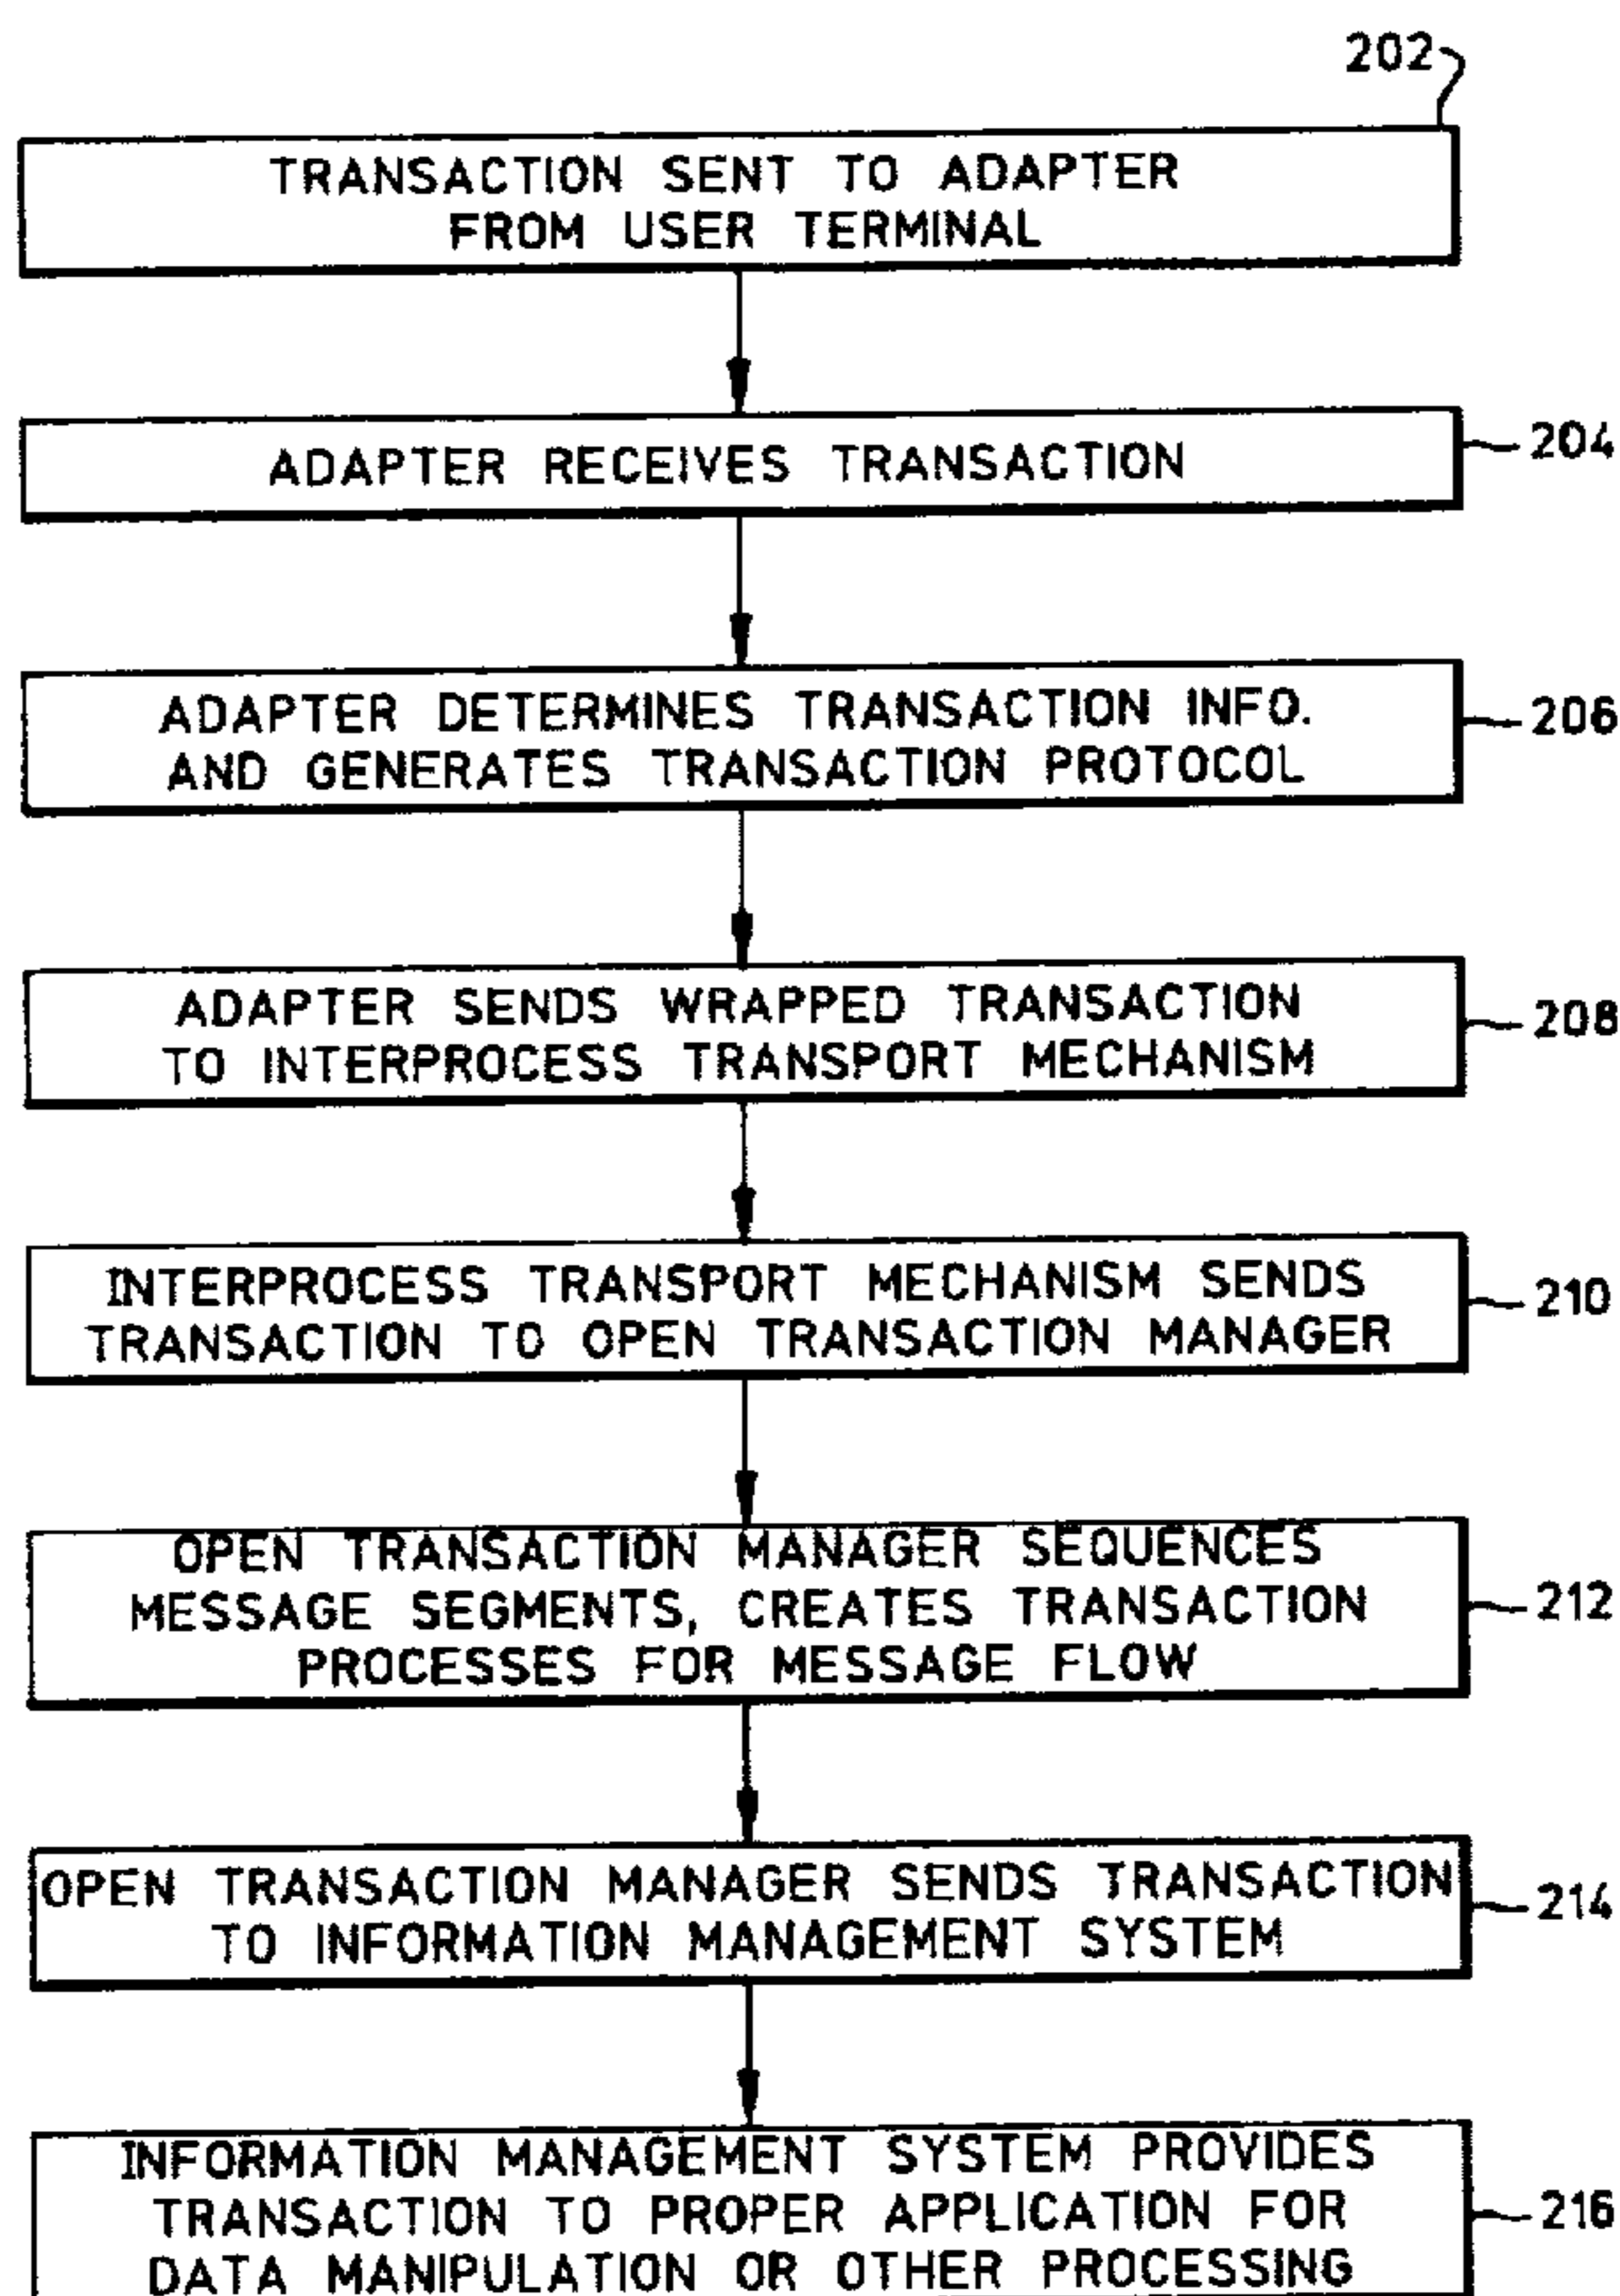 202
TRANSACTION SENT TO ADAPTER
FROM USER TERMINAL
ADAPTER RECEIVES TRANSACTION
204
ADAPTER DETERMINES TRANSACTION INFO.
AND GENERATES TRANSACTION PROTOCOL
206
ADAPTER SENDS WRAPPED TRANSACTION
TO INTERPROCESS TRANSPORT MECHANISM
208
INTERPROCESS TRANSPORT MECHANISM SENDS
TRANSACTION TO OPEN TRANSACTION MANAGER
210
OPEN TRANSACTION MANAGER SEQUENCES
MESSAGE SEGMENTS, CREATES TRANSACTION
PROCESSES FOR MESSAGE FLOW
212
OPEN TRANSACTION MANAGER SENDS TRANSACTION
TO INFORMATION MANAGEMENT SYSTEM
214
INFORMATION MANAGEMENT SYSTEM PROVIDES
TRANSACTION TO PROPER APPLICATION FOR
DATA MANIPULATION OR OTHER PROCESSING
216